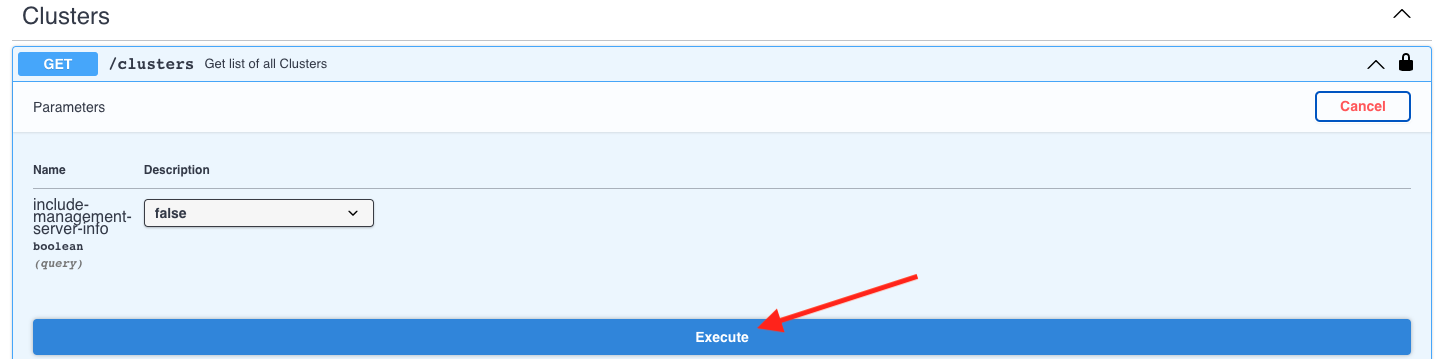 Clusters
GET /clusters Get list of all Clusters
Parameters
Cancel
Name Description
include-
management-
server-info
false
boolean
(query)
Execute